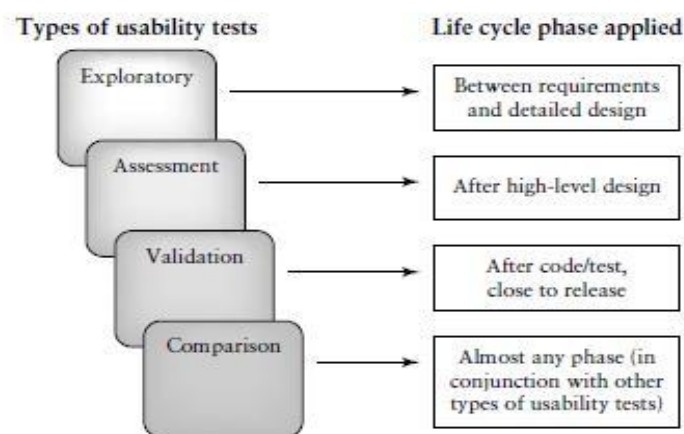 Types of usability tests
Life cycle phase applied
Exploratory
Between requirements
and detailed design
Assessment
After high-level design
Validation
After code/test,
close to release
Comparison
Almost any phase (in
conjunction with other
types of usability tests)